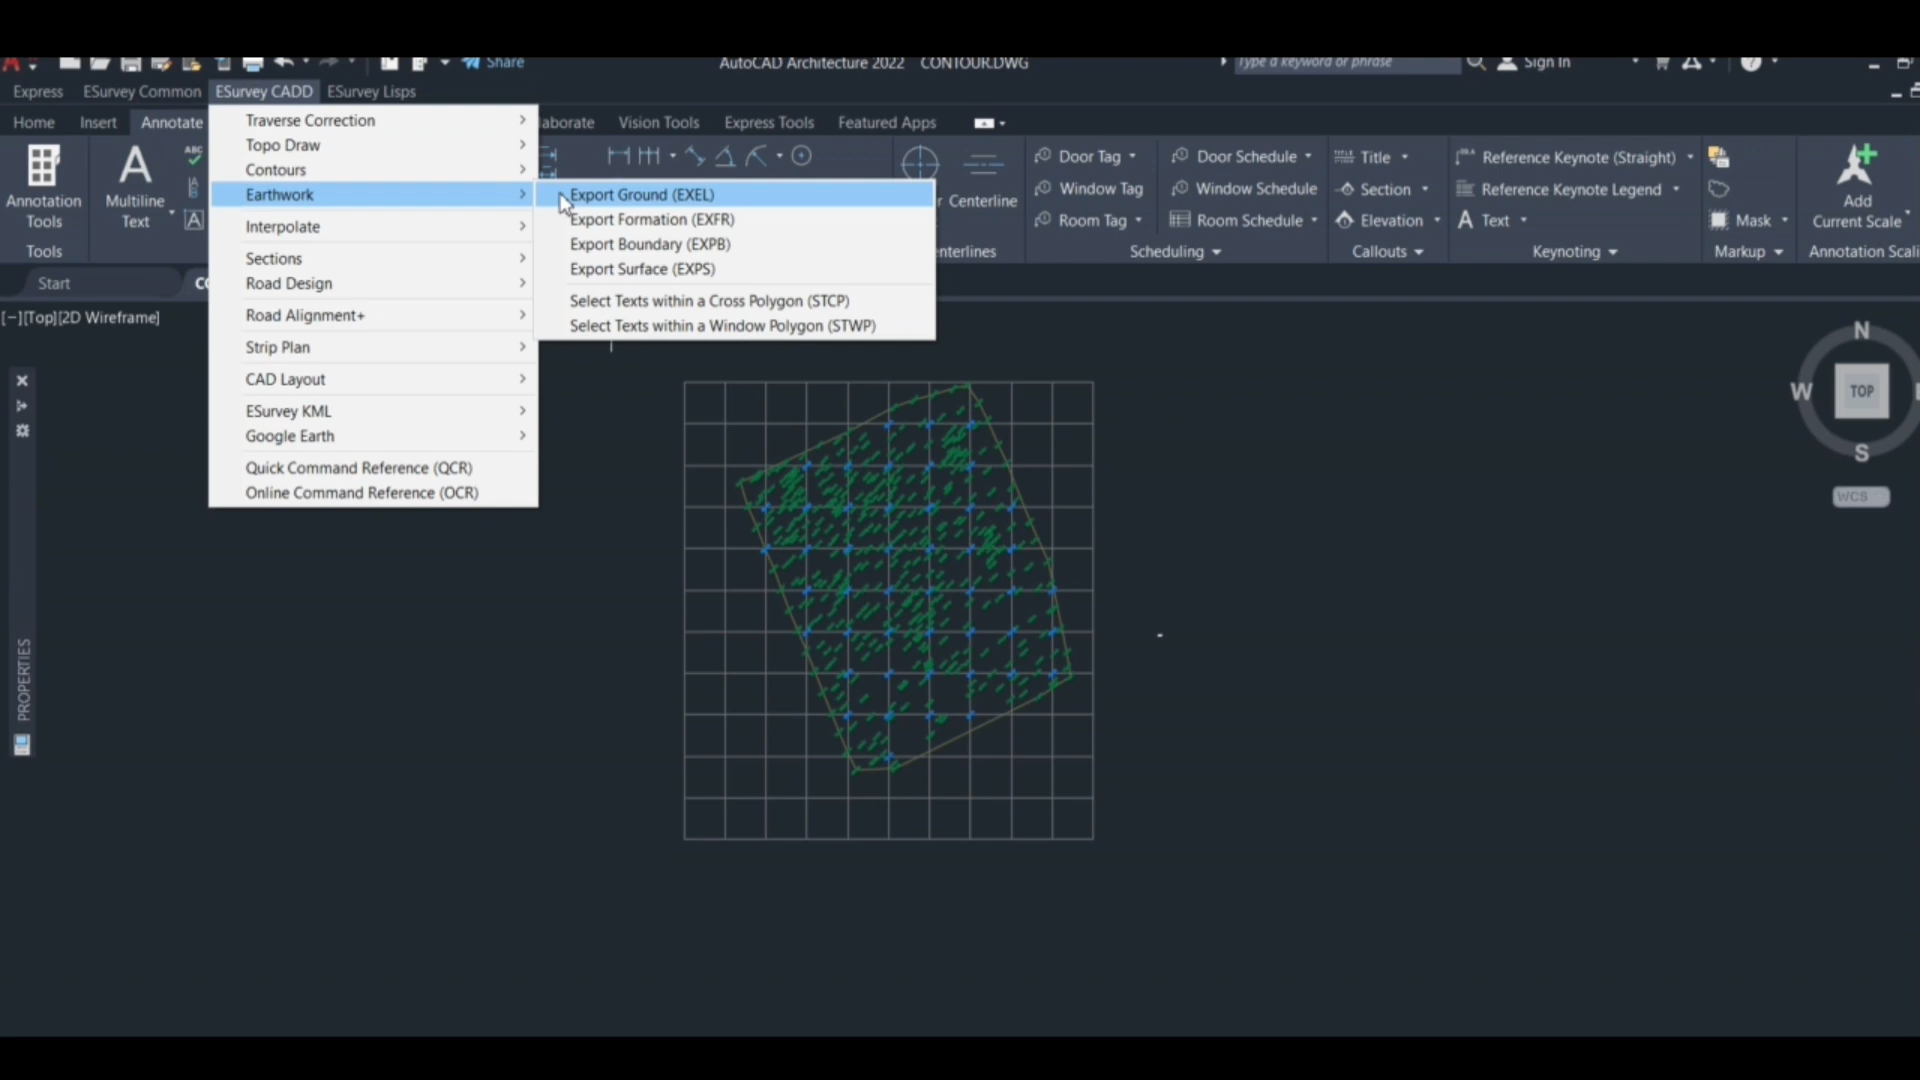 Share
AutoCAD Architecture 2022 CONTOUR.DWG
Type a keyword or phrase
Sign In
Express ESurvey Common ESurvey CADD ESurvey Lisps
Home Insert Annotate
Vision Tools Express Tools Featured Apps
Annotation Tools
Multiline Text
ABC
A
Centerline
Door Tag
Window Tag
Room Tag
Door Schedule
Window Schedule
Room Schedule
Title
Section
Elevation
Reference Keynote (Straight)
Reference Keynote Legend
A Text
Mask
Add
Current Scale
Tools
Scheduling
Callouts
Keynoting
Markup
Start
[−][Top][2D Wireframe]
Traverse Correction
Topo Draw
Contours
Earthwork
Interpolate
Sections
Road Design
Road Alignment+
Strip Plan
CAD Layout
ESurvey KML
Google Earth
Quick Command Reference (QCR)
Online Command Reference (OCR)
Export Ground (EXEL)
Export Formation (EXFR)
Export Boundary (EXPB)
Export Surface (EXPS)
Select Texts within a Cross Polygon (STCP)
Select Texts within a Window Polygon (STWP)
N
W TOP
S
WCS
PROPERTIES